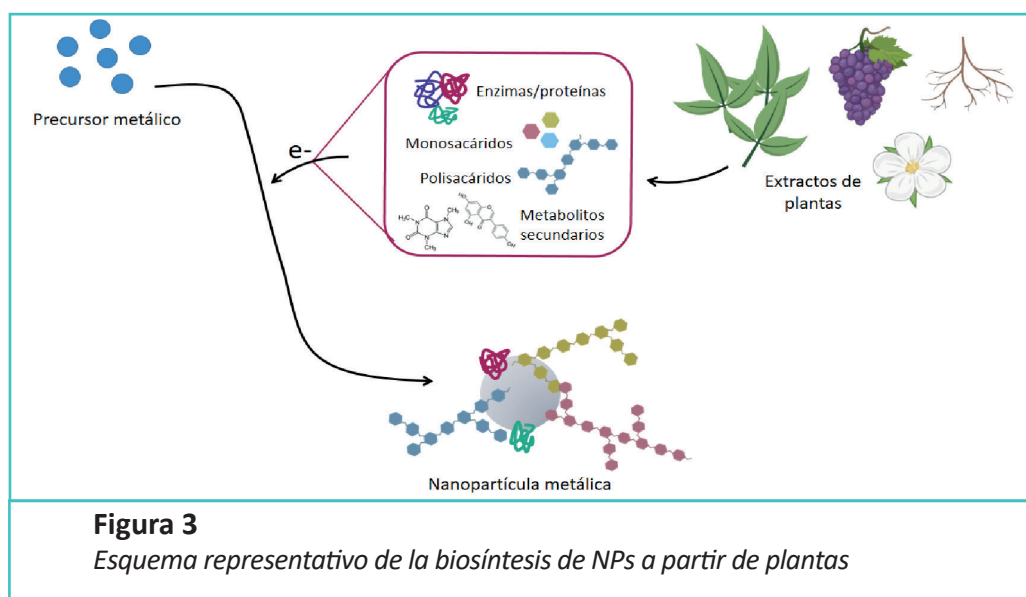 Precursor metálico
e-
Enzimas/proteínas
Monosacáridos
Polisacáridos
Metabolitos
secundarios
Extractos de
plantas
Nanopartícula metálica
Figura 3
Esquema representativo de la biosíntesis de NPs a partir de plantas